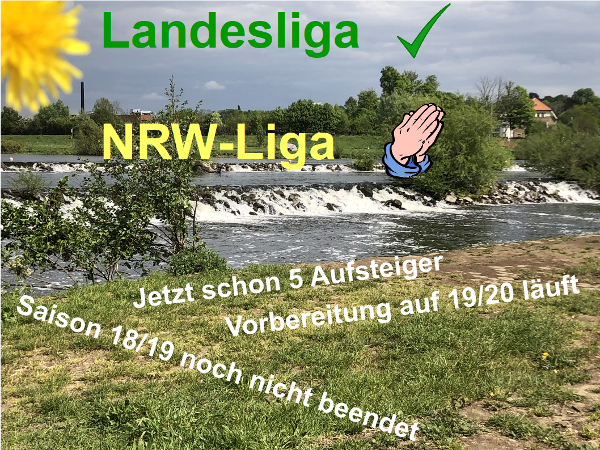 Landesliga
NRW-Liga
Jetzt schon 5 Aufsteiger
Vorbereitung auf 19/20 läuft
Saison 18/19 noch nicht beendet